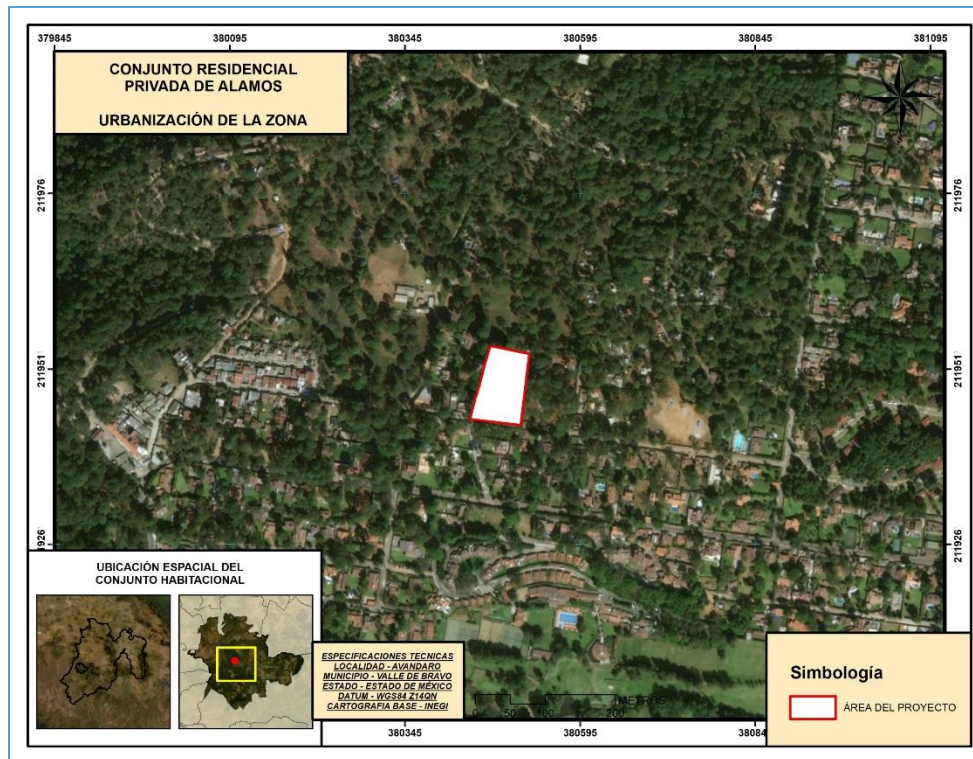 379845 380095 380345 380595 380845 381095
CONJUNTO RESIDENCIAL
PRIVADA DE ALAMOS
URBANIZACIÓN DE LA ZONA
211976 211976
211951 211951
211926 211926
UBICACIÓN ESPACIAL DEL
CONJUNTO HABITACIONAL
ESPECIFICACIONES TECNICAS
LOCALIDAD - AVANDARO
MUNICIPIO - VALLE DE BRAVO
ESTADO - ESTADO DE MÉXICO
DATUM - WGS84 Z14QN
CARTOGRAFIA BASE - INEGI
METROS
0 50 100 200
Simbología
ÁREA DEL PROYECTO
380345 380595 38084